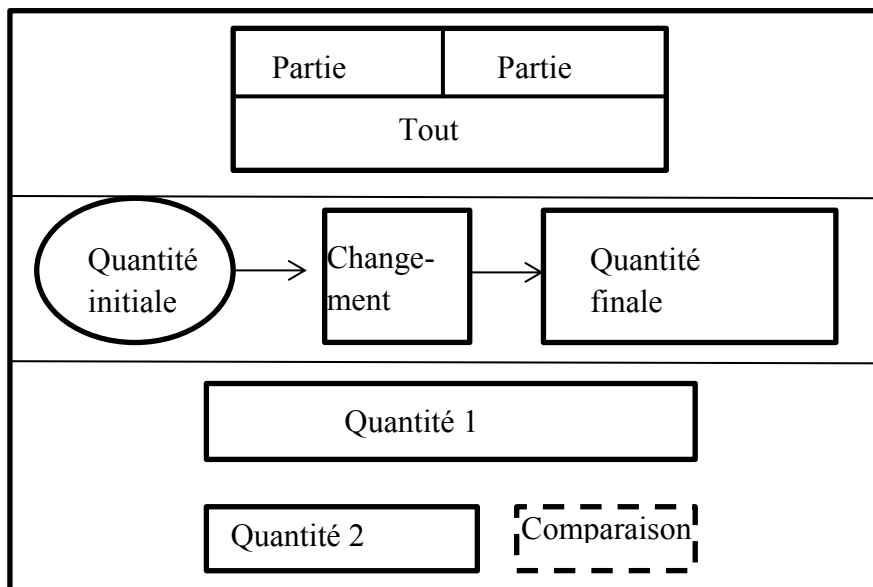 Partie Partie
Tout
Quantité initiale
Change-
ment
Quantité finale
Quantité 1
Quantité 2 Comparaison